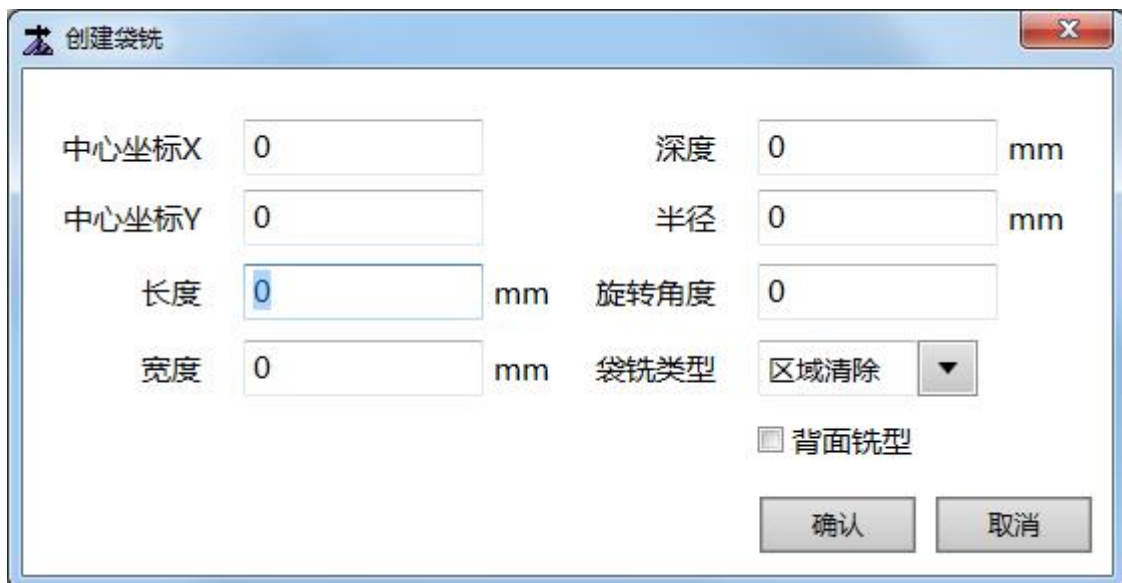 创建袋铣
中心坐标X 0 深度 0 mm
中心坐标Y 0 半径 0 mm
长度 0 mm 旋转角度 0
宽度 0 mm 袋铣类型 区域清除
背面铣型
确认 取消